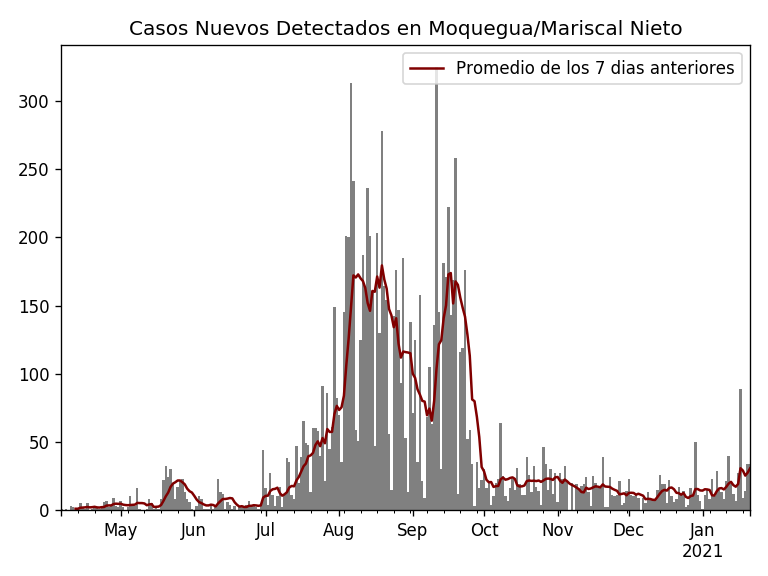 Casos Nuevos Detectados en Moquegua/Mariscal Nieto
Promedio de los 7 dias anteriores
300
250
200
150
100
50
0
May Jun Jul Aug Sep Oct Nov Dec Jan
2021